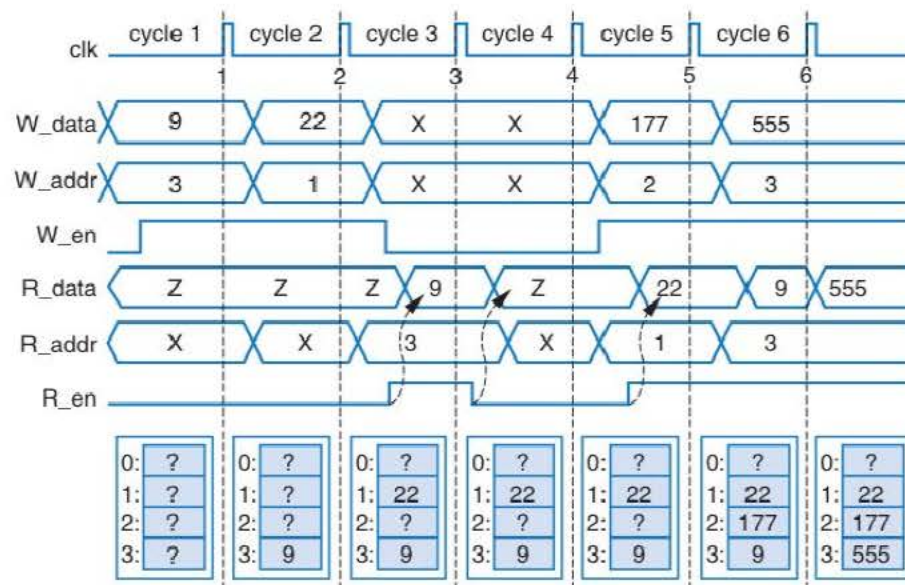 clk cycle 1 cycle 2 cycle 3 cycle 4 cycle 5 cycle 6
1 2 3 4 5 6
W_data 9 22 X X 177 555
W_addr 3 1 X X 2 3
W_en
R_data Z Z Z 9 Z 22 9 555
R_addr X X 3 X 1 3
R_en
0: ? 0: ? 0: ? 0: ? 0: ? 0: ? 0: ?
1: ? 1: ? 1: 22 1: 22 1: 22 1: 22 1: 22
2: ? 2: ? 2: ? 2: ? 2: ? 2: 177 2: 177
3: ? 3: 9 3: 9 3: 9 3: 9 3: 9 3: 555